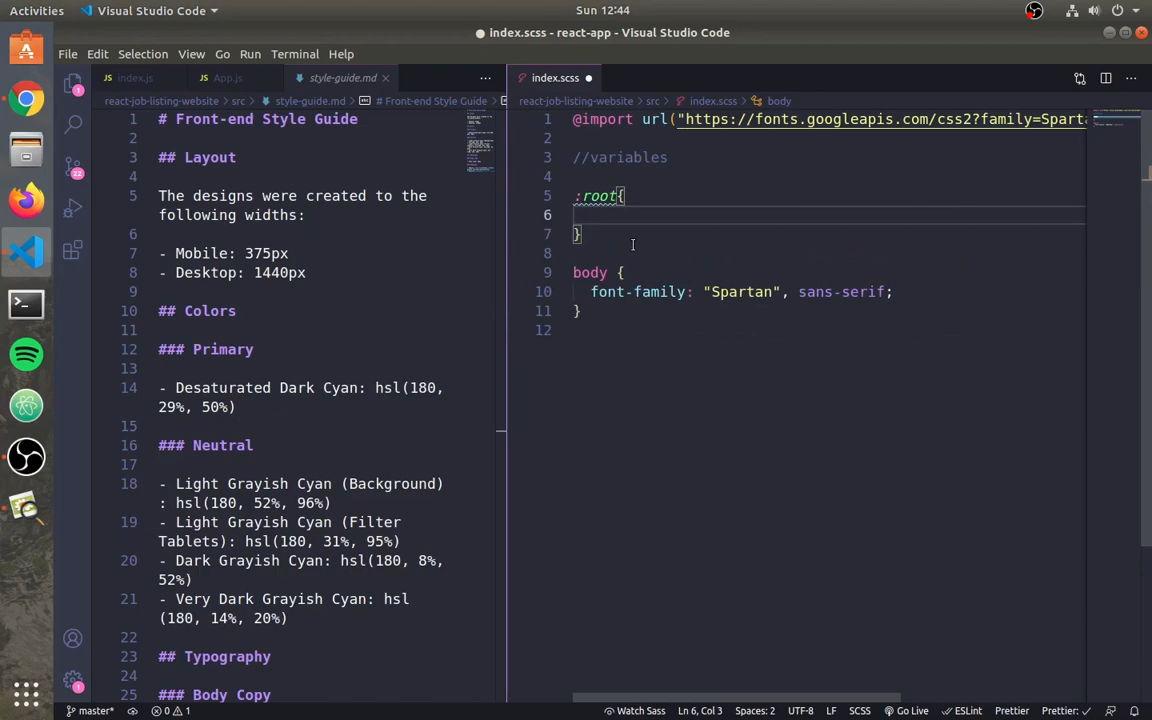 Activities
Visual Studio Code
Sun 12:44
index.scss - react-app - Visual Studio Code
File Edit Selection View Go Run Terminal Help
index.js
App.js
style-guide.md
index.scss
react-job-listing-website > src > style-guide.md > # Front-end Style Guide
react-job-listing-website > src > index.scss > body
1 # Front-end Style Guide
2
3 ## Layout
4
5 The designs were created to the
following widths:
6
7 - Mobile: 375px
8 - Desktop: 1440px
9
10 ## Colors
11
12 ### Primary
13
14 - Desaturated Dark Cyan: hsl(180,
29%, 50%)
15
16 ### Neutral
17
18 - Light Grayish Cyan (Background)
: hsl(180, 52%, 96%)
19 - Light Grayish Cyan (Filter
Tablets): hsl(180, 31%, 95%)
20 - Dark Grayish Cyan: hsl(180, 8%,
52%)
21 - Very Dark Grayish Cyan: hsl
(180, 14%, 20%)
22
23 ## Typography
24
25 ### Body Copy
1 @import url("https://fonts.googleapis.com/css2?family=Sparta
2
3 //variables
4
5 :root{
6
7 }
8
9 body {
10 font-family: "Spartan", sans-serif;
11 }
12
1
22
1
master*
0
1
Watch Sass
Ln 6, Col 3
Spaces: 2
UTF-8
LF
SCSS
Go Live
ESLint
Prettier
Prettier: